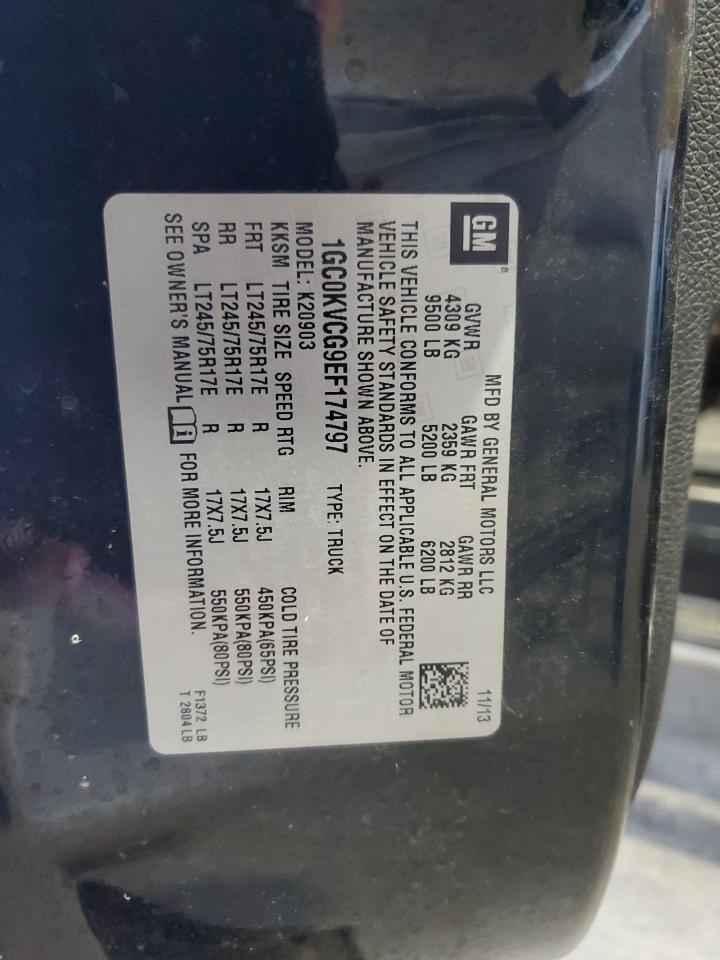 GM
MFD BY GENERAL MOTORS LLC 11/13
GVWR GAWR FRT GAWR RR
4309 KG 2359 KG 2812 KG
9500 LB 5200 LB 6200 LB
THIS VEHICLE CONFORMS TO ALL APPLICABLE U.S. FEDERAL MOTOR
VEHICLE SAFETY STANDARDS IN EFFECT ON THE DATE OF
MANUFACTURE SHOWN ABOVE.
1GC0KVCG9EF174797 TYPE: TRUCK
MODEL: K20903
KKSM TIRE SIZE SPEED RTG RIM COLD TIRE PRESSURE
FRT LT245/75R17E R 17X7.5J 450KPA(65PSI)
RR LT245/75R17E R 17X7.5J 550KPA(80PSI)
SPA LT245/75R17E R 17X7.5J 550KPA(80PSI)
SEE OWNER'S MANUAL i FOR MORE INFORMATION.
F1372 LB
T 2804 LB